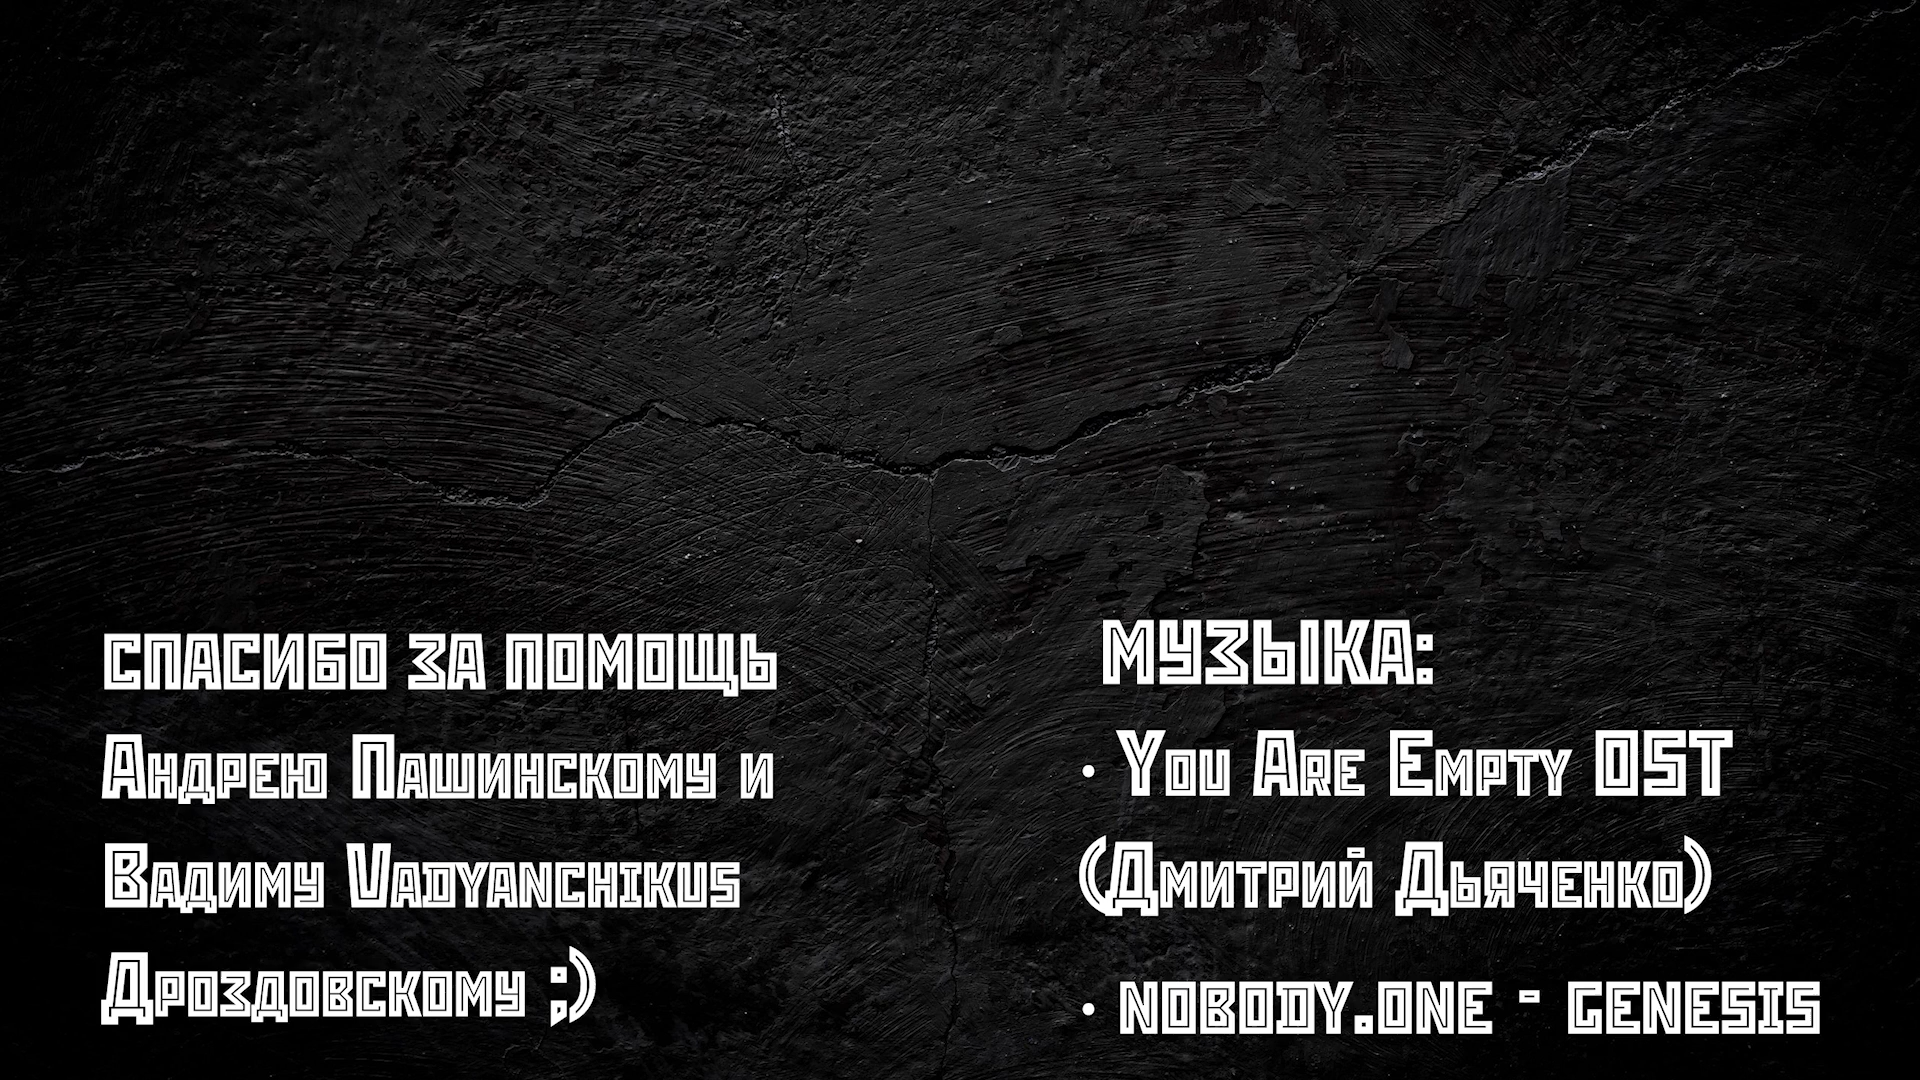 СПАСИБО ЗА ПОМОЩЬ
Андрею Пашинскому и
Вадиму Vadyanchikus
Дроздовскому ;)
МУЗЫКА:
• You Are Empty OST
(Дмитрий Дьяченко)
• NOBODY.ONE - GENESIS